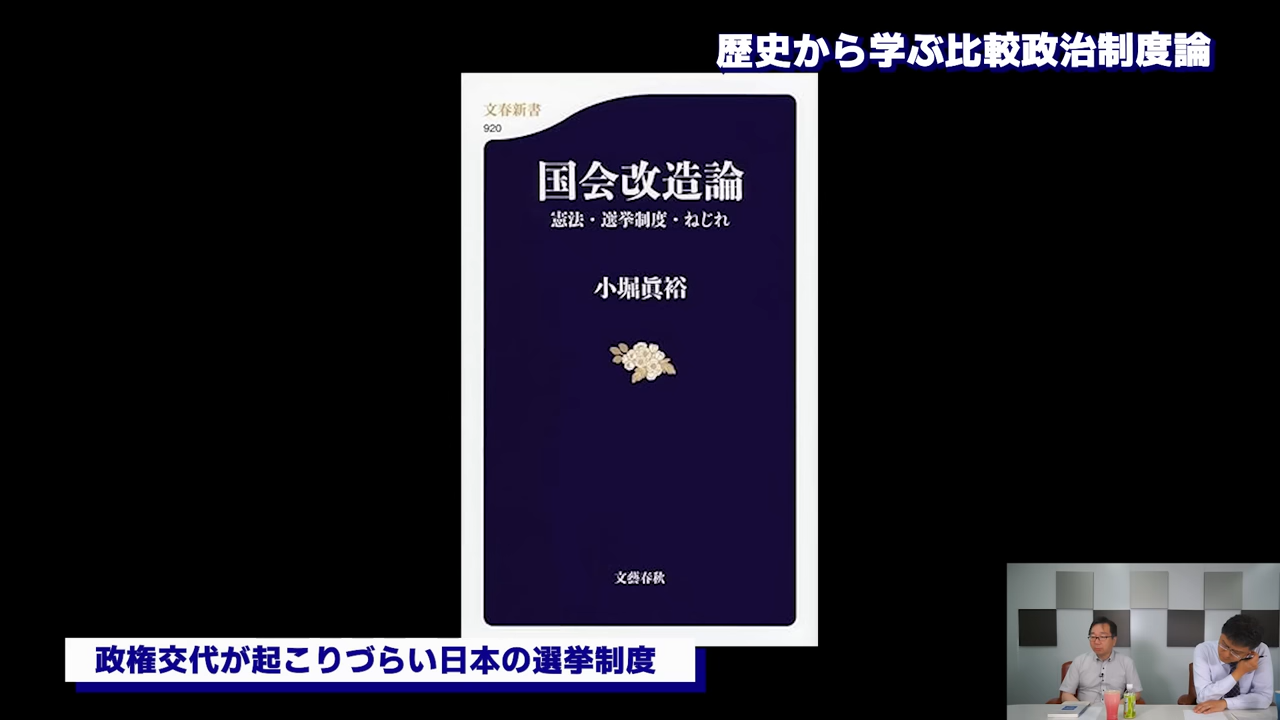 歴史から学ぶ比較政治制度論
文春新書
920
国会改造論
憲法・選挙制度・ねじれ
小堀眞裕
文藝春秋
政権交代が起こりづらい日本の選挙制度